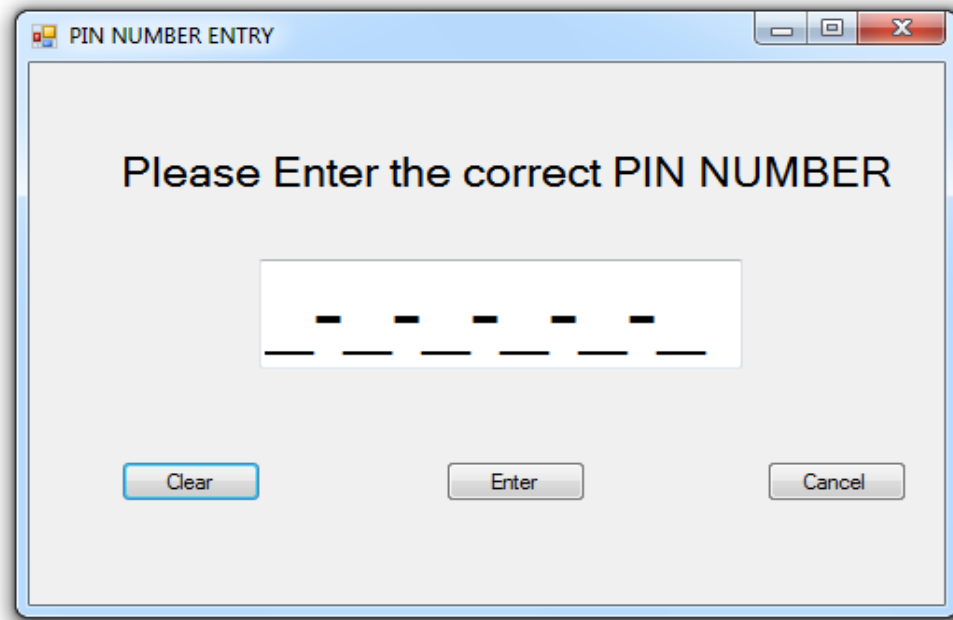 PIN NUMBER ENTRY
Please Enter the correct PIN NUMBER
_-_-_-_-_-_
Clear Enter Cancel